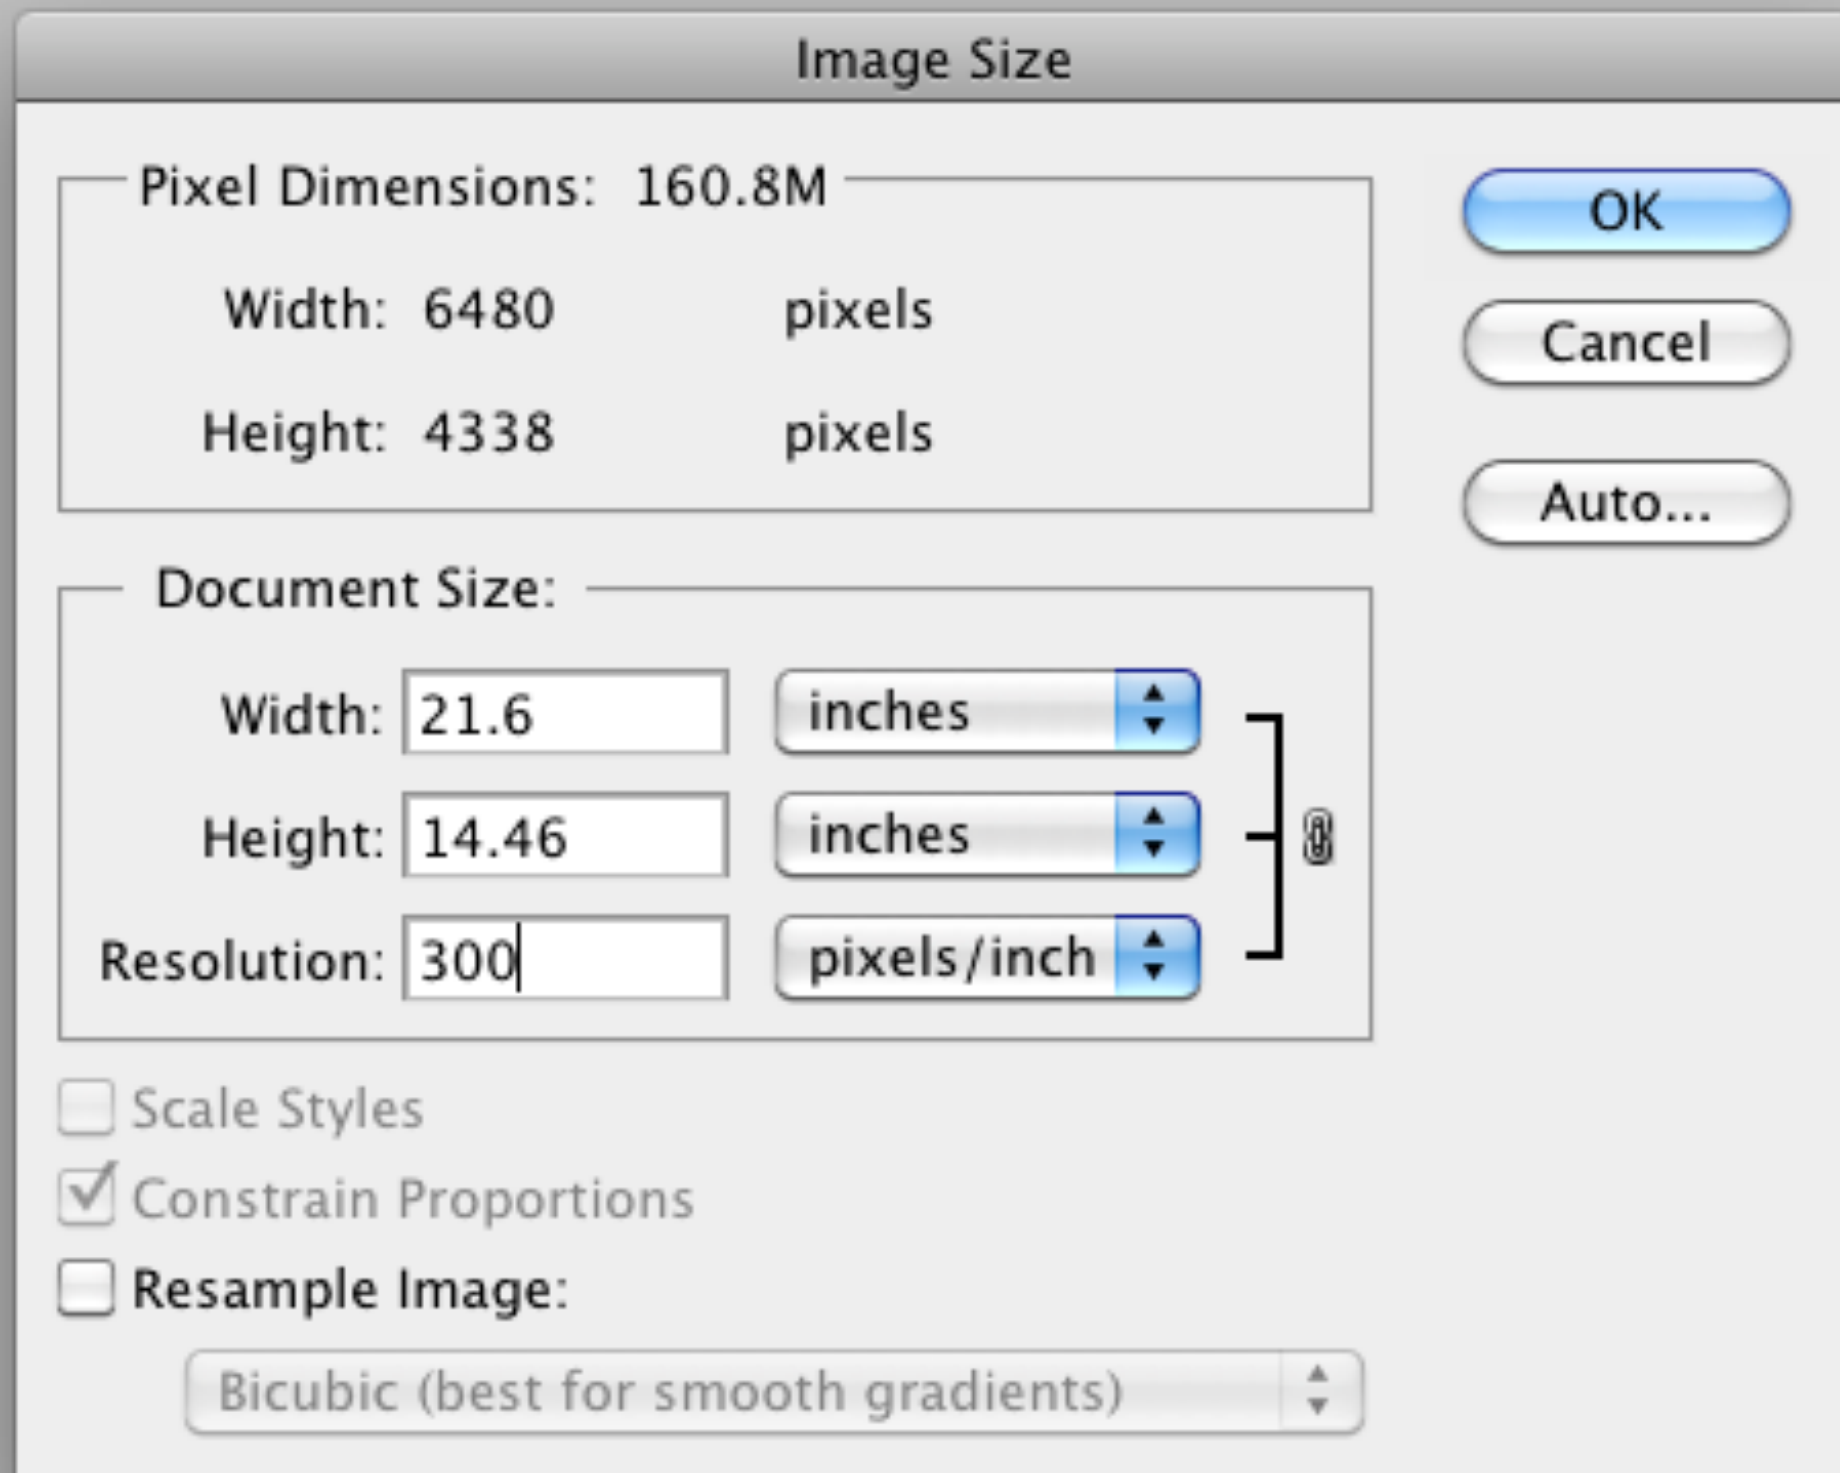 Image Size
Pixel Dimensions: 160.8M
Width: 6480 pixels
Height: 4338 pixels
OK
Cancel
Auto...
Document Size:
Width: 21.6 inches
Height: 14.46 inches
Resolution: 300 pixels/inch
Scale Styles
Constrain Proportions
Resample Image:
Bicubic (best for smooth gradients)